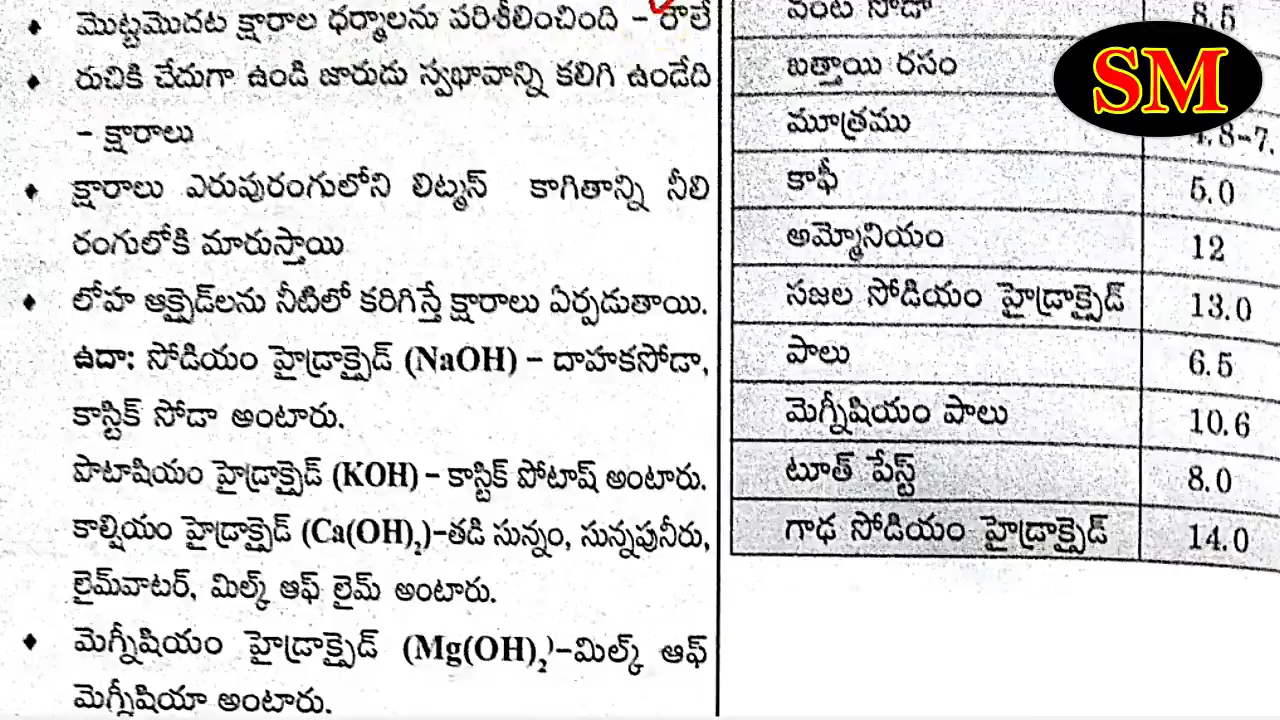 ♦ మొట్టమొదట క్షారాల ధర్మాలను పరిశీలించింది – రౌలే
♦ రుచికి చేదుగా ఉండి జారుడు స్వభావాన్ని కలిగి ఉండేది
– క్షారాలు
♦ క్షారాలు ఎరుపురంగులోని లిట్మస్ కాగితాన్ని నీలి
రంగులోకి మారుస్తాయి
♦ లోహ ఆక్సైడ్‌లను నీటిలో కరిగిస్తే క్షారాలు ఏర్పడుతాయి.
ఉదా: సోడియం హైడ్రాక్సైడ్ (NaOH) – దాహకసోడా,
కాస్టిక్ సోడా అంటారు.
పొటాషియం హైడ్రాక్సైడ్ (KOH) – కాస్టిక్ పోటాష్ అంటారు.
కాల్షియం హైడ్రాక్సైడ్ (Ca(OH)₂)–తడి సున్నం, సున్నపునీరు,
లైమ్‌వాటర్, మిల్క్ ఆఫ్ లైమ్ అంటారు.
♦ మెగ్నీషియం హైడ్రాక్సైడ్ (Mg(OH)₂)–మిల్క్ ఆఫ్
మెగ్నీషియా అంటారు.
వంట సోడా 8.5
బత్తాయి రసం
మూత్రము 8–7.
కాఫీ 5.0
అమ్మోనియం 12
సజల సోడియం హైడ్రాక్సైడ్ 13.0
పాలు 6.5
మెగ్నీషియం పాలు 10.6
టూత్ పేస్ట్ 8.0
గాఢ సోడియం హైడ్రాక్సైడ్ 14.0
SM